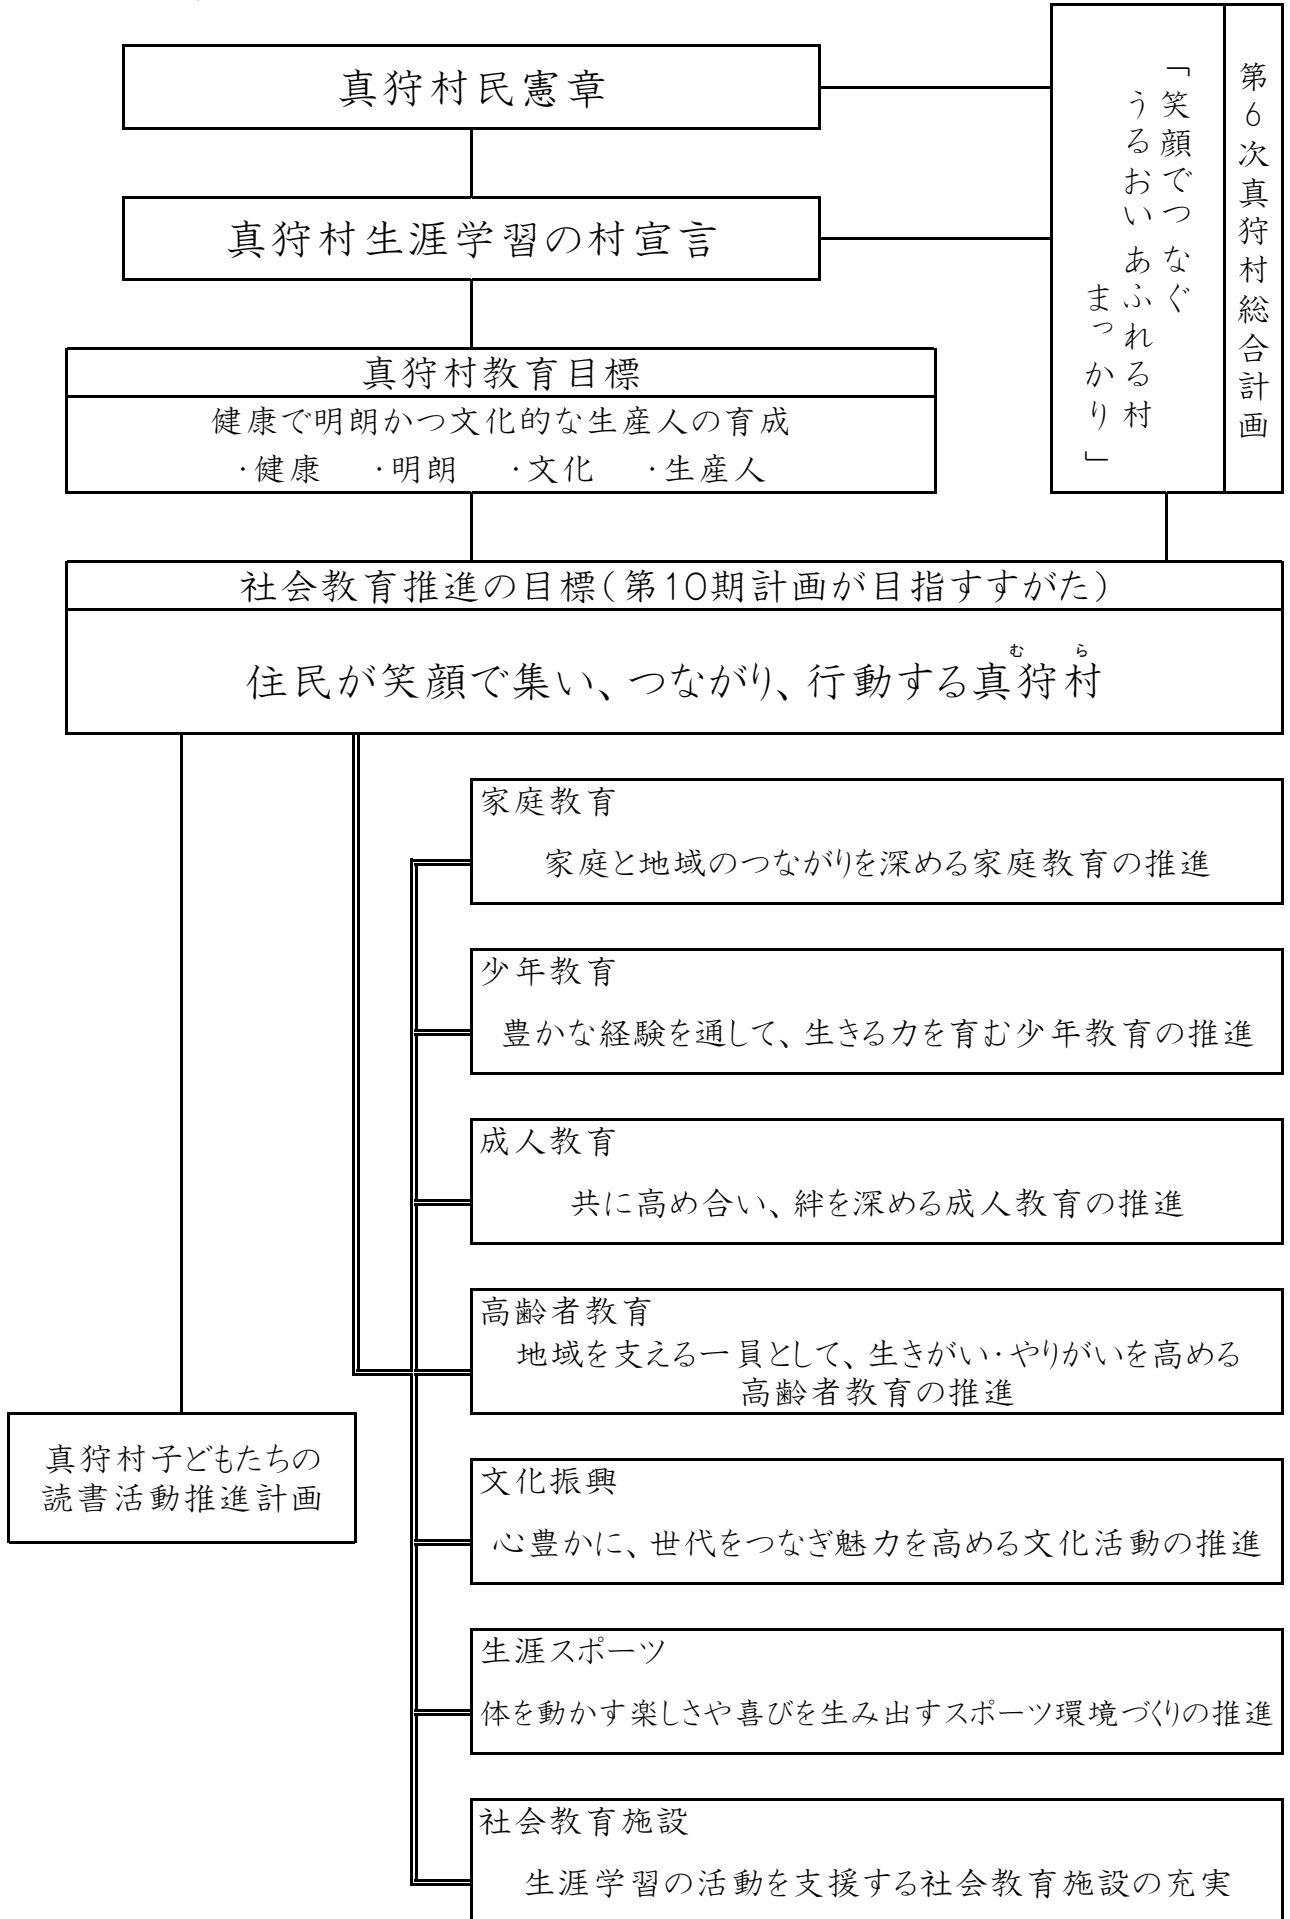 真狩村民憲章
第6次真狩村総合計画
「笑顔でつなぐ
うるおい あふれる村
まっかり」
真狩村生涯学習の村宣言
真狩村教育目標
健康で明朗かつ文化的な生産人の育成
・健康 ・明朗 ・文化 ・生産人
社会教育推進の目標(第10期計画が目指すすがた)
む ら
住民が笑顔で集い、つながり、行動する真狩村
家庭教育
家庭と地域のつながりを深める家庭教育の推進
少年教育
豊かな経験を通して、生きる力を育む少年教育の推進
成人教育
共に高め合い、絆を深める成人教育の推進
高齢者教育
地域を支える一員として、生きがい・やりがいを高める
高齢者教育の推進
真狩村子どもたちの
読書活動推進計画
文化振興
心豊かに、世代をつなぎ魅力を高める文化活動の推進
生涯スポーツ
体を動かす楽しさや喜びを生み出すスポーツ環境づくりの推進
社会教育施設
生涯学習の活動を支援する社会教育施設の充実